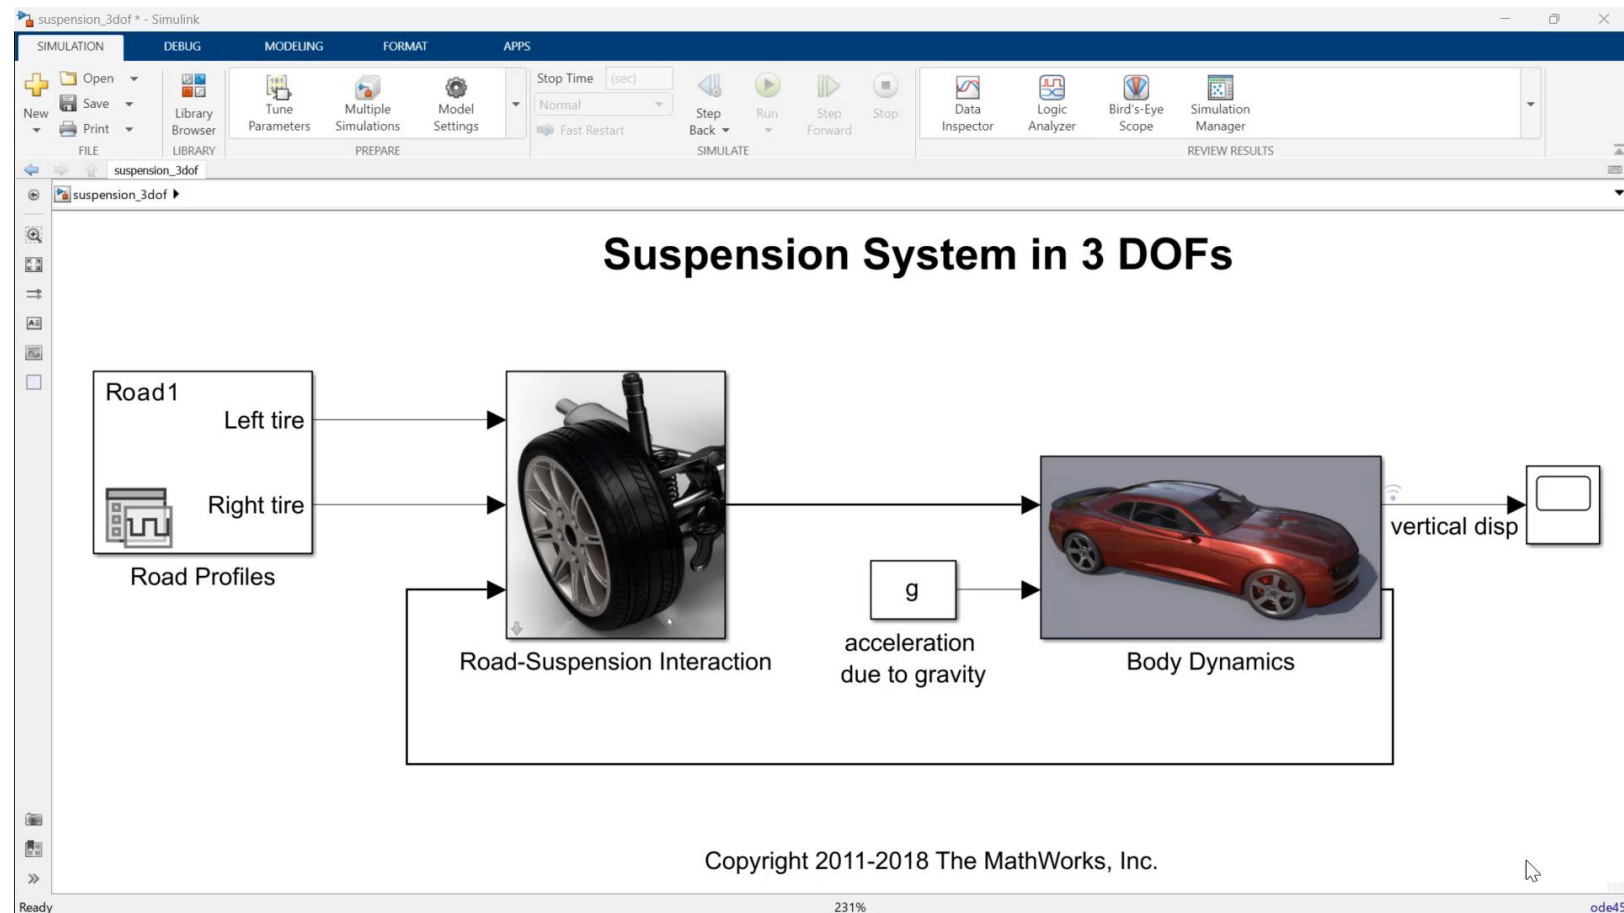 suspension_3dof * - Simulink
SIMULATION DEBUG MODELING FORMAT APPS
New
Open
Save
Print
FILE
Library
Browser
LIBRARY
Tune
Parameters
Multiple
Simulations
Model
Settings
PREPARE
Stop Time (sec)
Normal
Fast Restart
Step
Back
Run
Step
Forward
Stop
SIMULATE
Data
Inspector
Logic
Analyzer
Bird's-Eye
Scope
Simulation
Manager
REVIEW RESULTS
suspension_3dof
suspension_3dof
Suspension System in 3 DOFs
Road1
Left tire
Right tire
Road Profiles
Road-Suspension Interaction
g
acceleration
due to gravity
Body Dynamics
vertical disp
Copyright 2011-2018 The MathWorks, Inc.
Ready 231% ode45